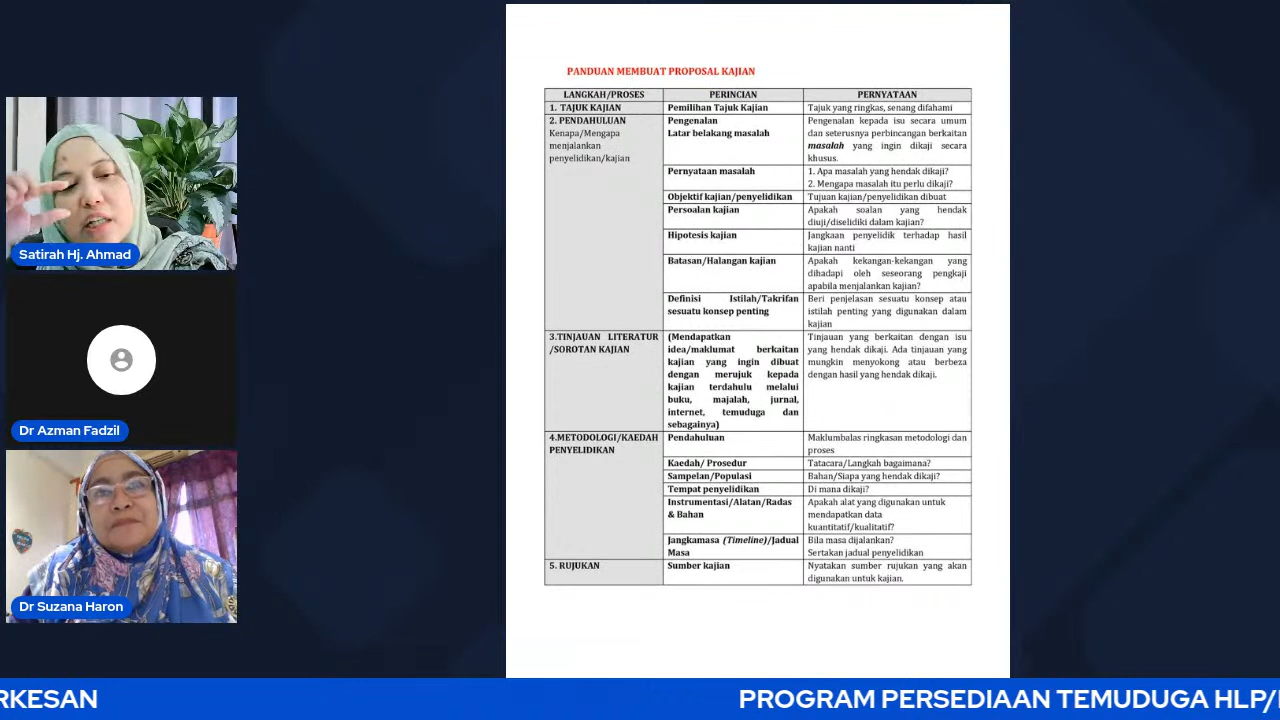 PANDUAN MEMBUAT PROPOSAL KAJIAN
LANGKAH/PROSES
PERINCIAN
PERNYATAAN
1. TAJUK KAJIAN
Pemilihan Tajuk Kajian
Tajuk yang ringkas, senang difahami
2. PENDAHULUAN
Kenapa/Mengapa
menjalankan
penyelidikan/kajian
Pengenalan
Latar belakang masalah
Pengenalan kepada isu secara umum
dan seterusnya perbincangan berkaitan
masalah yang ingin dikaji secara
khusus.
Pernyataan masalah
1. Apa masalah yang hendak dikaji?
2. Mengapa masalah itu perlu dikaji?
Objektif kajian/penyelidikan
Tujuan kajian/penyelidikan dibuat
Persoalan kajian
Apakah soalan yang hendak
diuji/diselidiki dalam kajian?
Hipotesis kajian
Jangkaan penyelidik terhadap hasil
kajian nanti
Batasan/Halangan kajian
Apakah kekangan-kekangan yang
dihadapi oleh seseorang pengkaji
apabila menjalankan kajian?
Definisi Istilah/Takrifan
sesuatu konsep penting
Beri penjelasan sesuatu konsep atau
istilah penting yang digunakan dalam
kajian
3.TINJAUAN LITERATUR
/SOROTAN KAJIAN
(Mendapatkan
idea/maklumat berkaitan
kajian yang ingin dibuat
dengan merujuk kepada
kajian terdahulu melalui
buku, majalah, jurnal,
internet, temuduga dan
sebagainya)
Tinjauan yang berkaitan dengan isu
yang hendak dikaji. Ada tinjauan yang
mungkin menyokong atau berbeza
dengan hasil yang hendak dikaji.
4.METODOLOGI/KAEDAH
PENYELIDIKAN
Pendahuluan
Maklumbalas ringkasan metodologi dan
proses
Kaedah/ Prosedur
Tatacara/Langkah bagaimana?
Sampelan/Populasi
Bahan/Siapa yang hendak dikaji?
Tempat penyelidikan
Di mana dikaji?
Instrumentasi/Alatan/Radas
& Bahan
Apakah alat yang digunakan untuk
mendapatkan data
kuantitatif/kualitatif?
Jangkamasa (Timeline)/Jadual
Masa
Bila masa dijalankan?
Sertakan jadual penyelidikan
5. RUJUKAN
Sumber kajian
Nyatakan sumber rujukan yang akan
digunakan untuk kajian.
Satirah Hj. Ahmad
Dr Azman Fadzil
Dr Suzana Haron
RKESAN
PROGRAM PERSEDIAAN TEMUDUGA HLP/